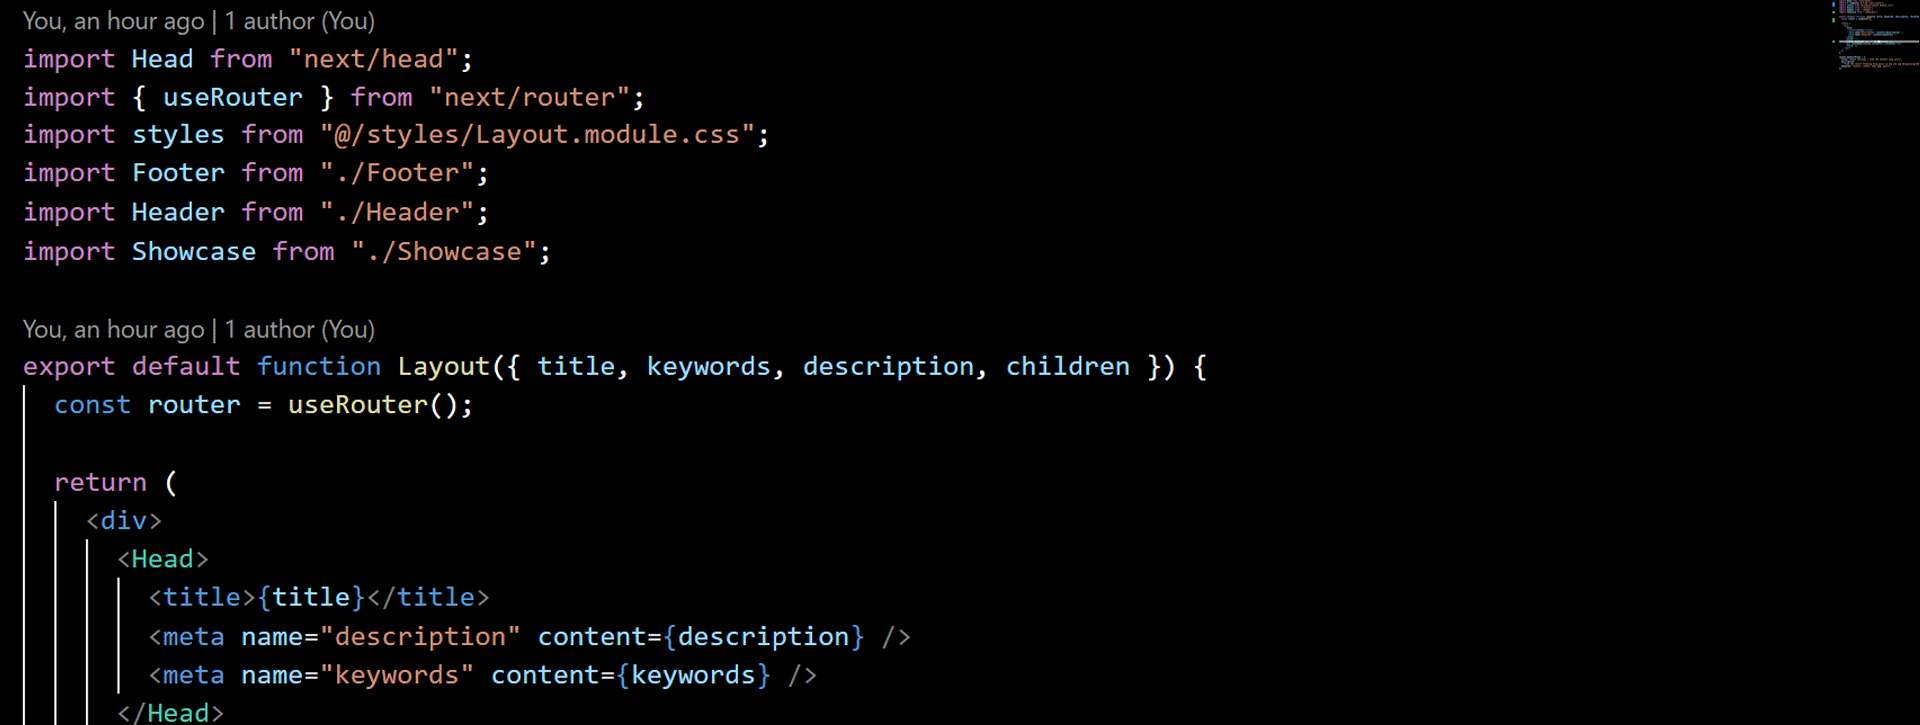 You, an hour ago | 1 author (You)
import Head from "next/head";
import { useRouter } from "next/router";
import styles from "@/styles/Layout.module.css";
import Footer from "./Footer";
import Header from "./Header";
import Showcase from "./Showcase";
You, an hour ago | 1 author (You)
export default function Layout({ title, keywords, description, children }) {
const router = useRouter();
return (
<div>
<Head>
<title>{title}</title>
<meta name="description" content={description} />
<meta name="keywords" content={keywords} />
</Head>